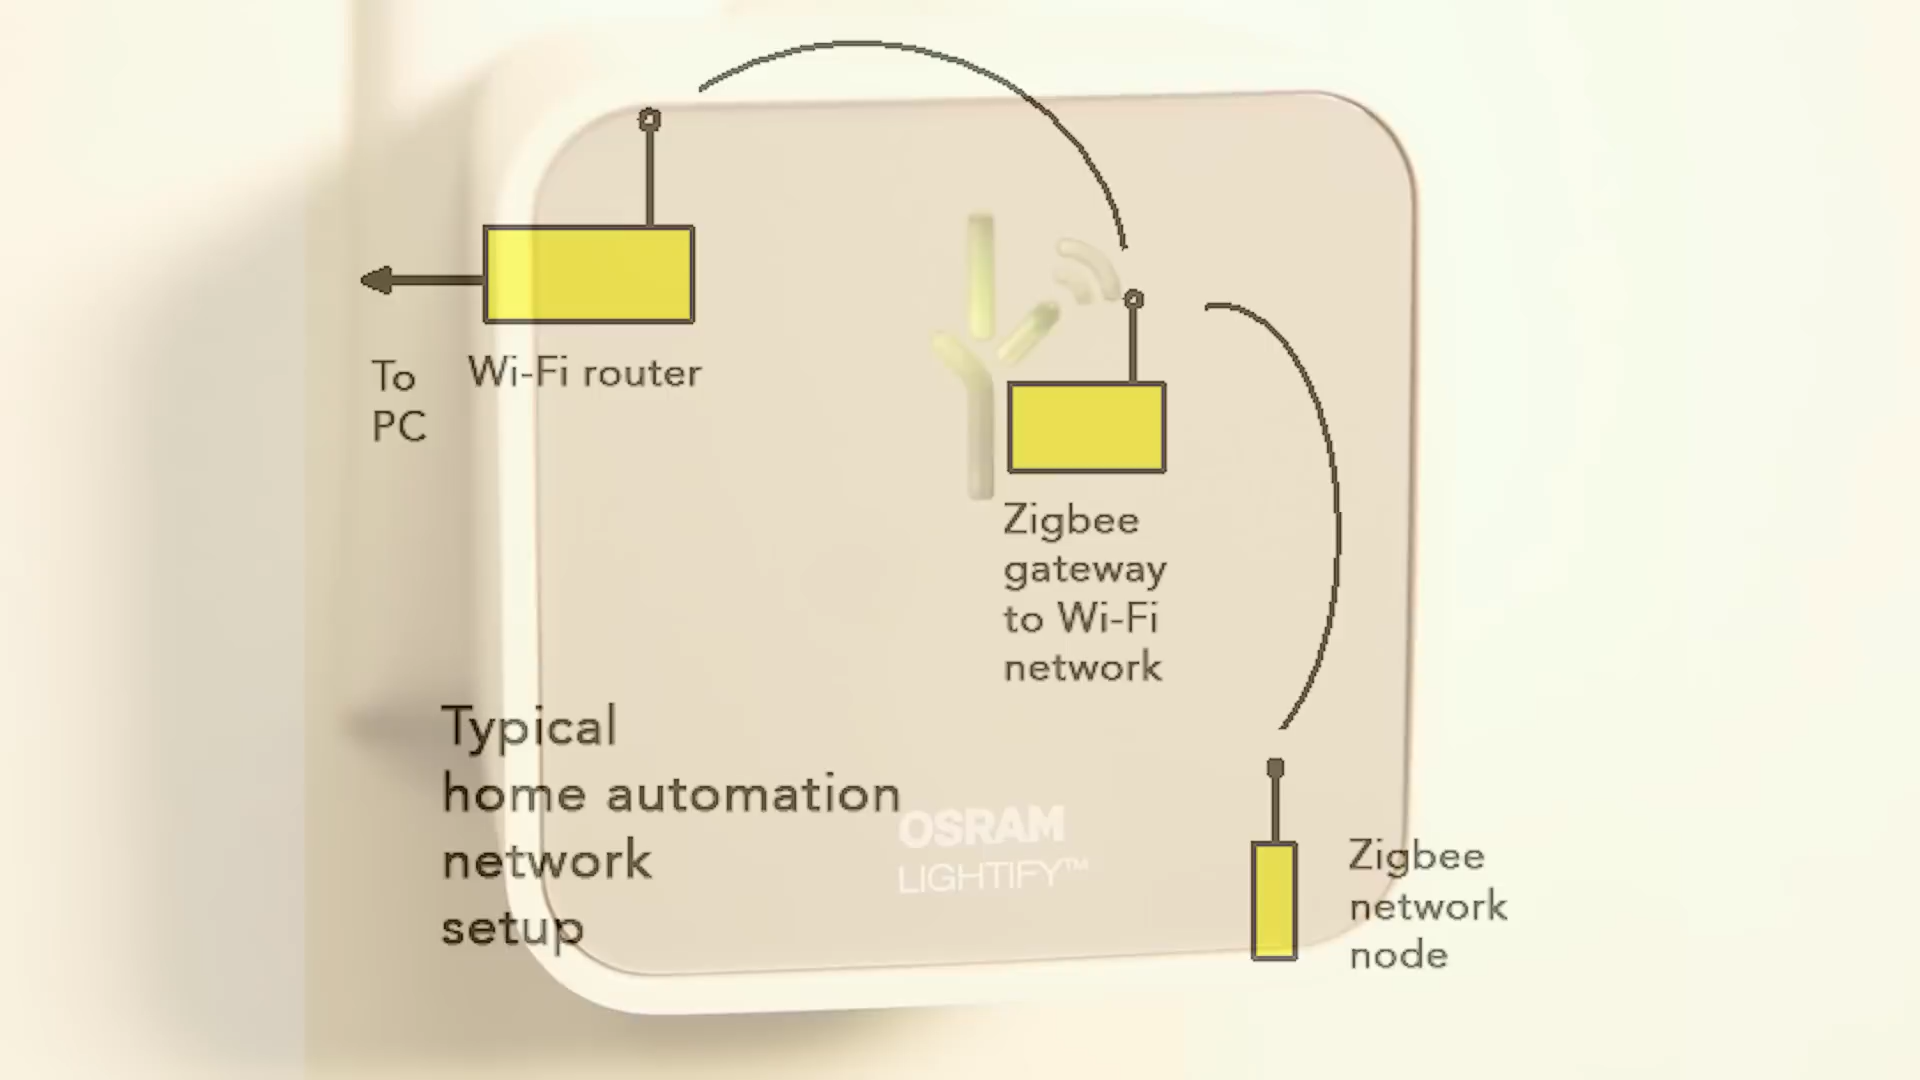 To
PC
Wi-Fi router
Zigbee
gateway
to Wi-Fi
network
Typical
home automation
network
setup
OSRAM
LIGHTIFY™
Zigbee
network
node